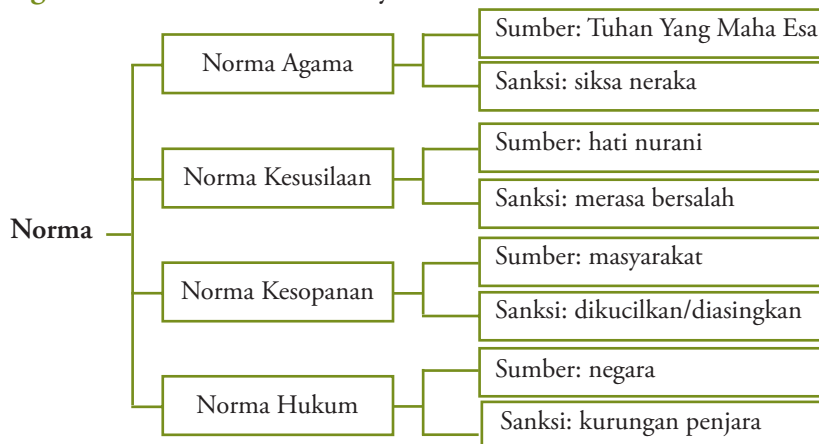 Norma
Norma Agama
Sumber: Tuhan Yang Maha Esa
Sanksi: siksa neraka
Norma Kesusilaan
Sumber: hati nurani
Sanksi: merasa bersalah
Norma Kesopanan
Sumber: masyarakat
Sanksi: dikucilkan/diasingkan
Norma Hukum
Sumber: negara
Sanksi: kurungan penjara